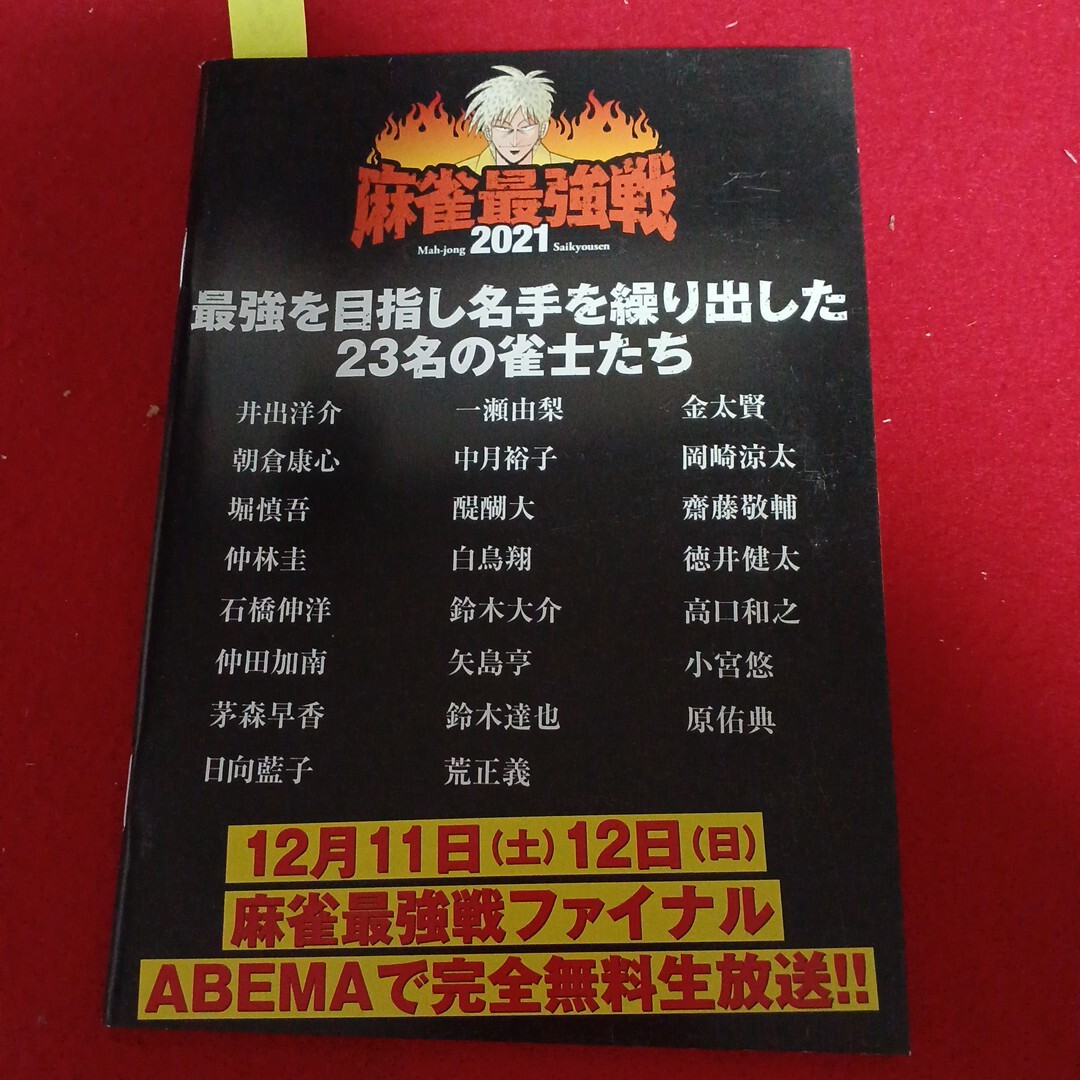 麻雀最強戦
Mah-jong 2021 Saikyousen
最強を目指し名手を繰り出した
23名の雀士たち
井出洋介 一瀬由梨 金太賢
朝倉康心 中月裕子 岡崎涼太
堀慎吾 醍醐大 齋藤敬輔
仲林圭 白鳥翔 徳井健太
石橋伸洋 鈴木大介 高口和之
仲田加南 矢島亨 小宮悠
茅森早香 鈴木達也 原佑典
日向藍子 荒正義
12月11日(土)12日(日)
麻雀最強戦ファイナル
ABEMAで完全無料生放送!!